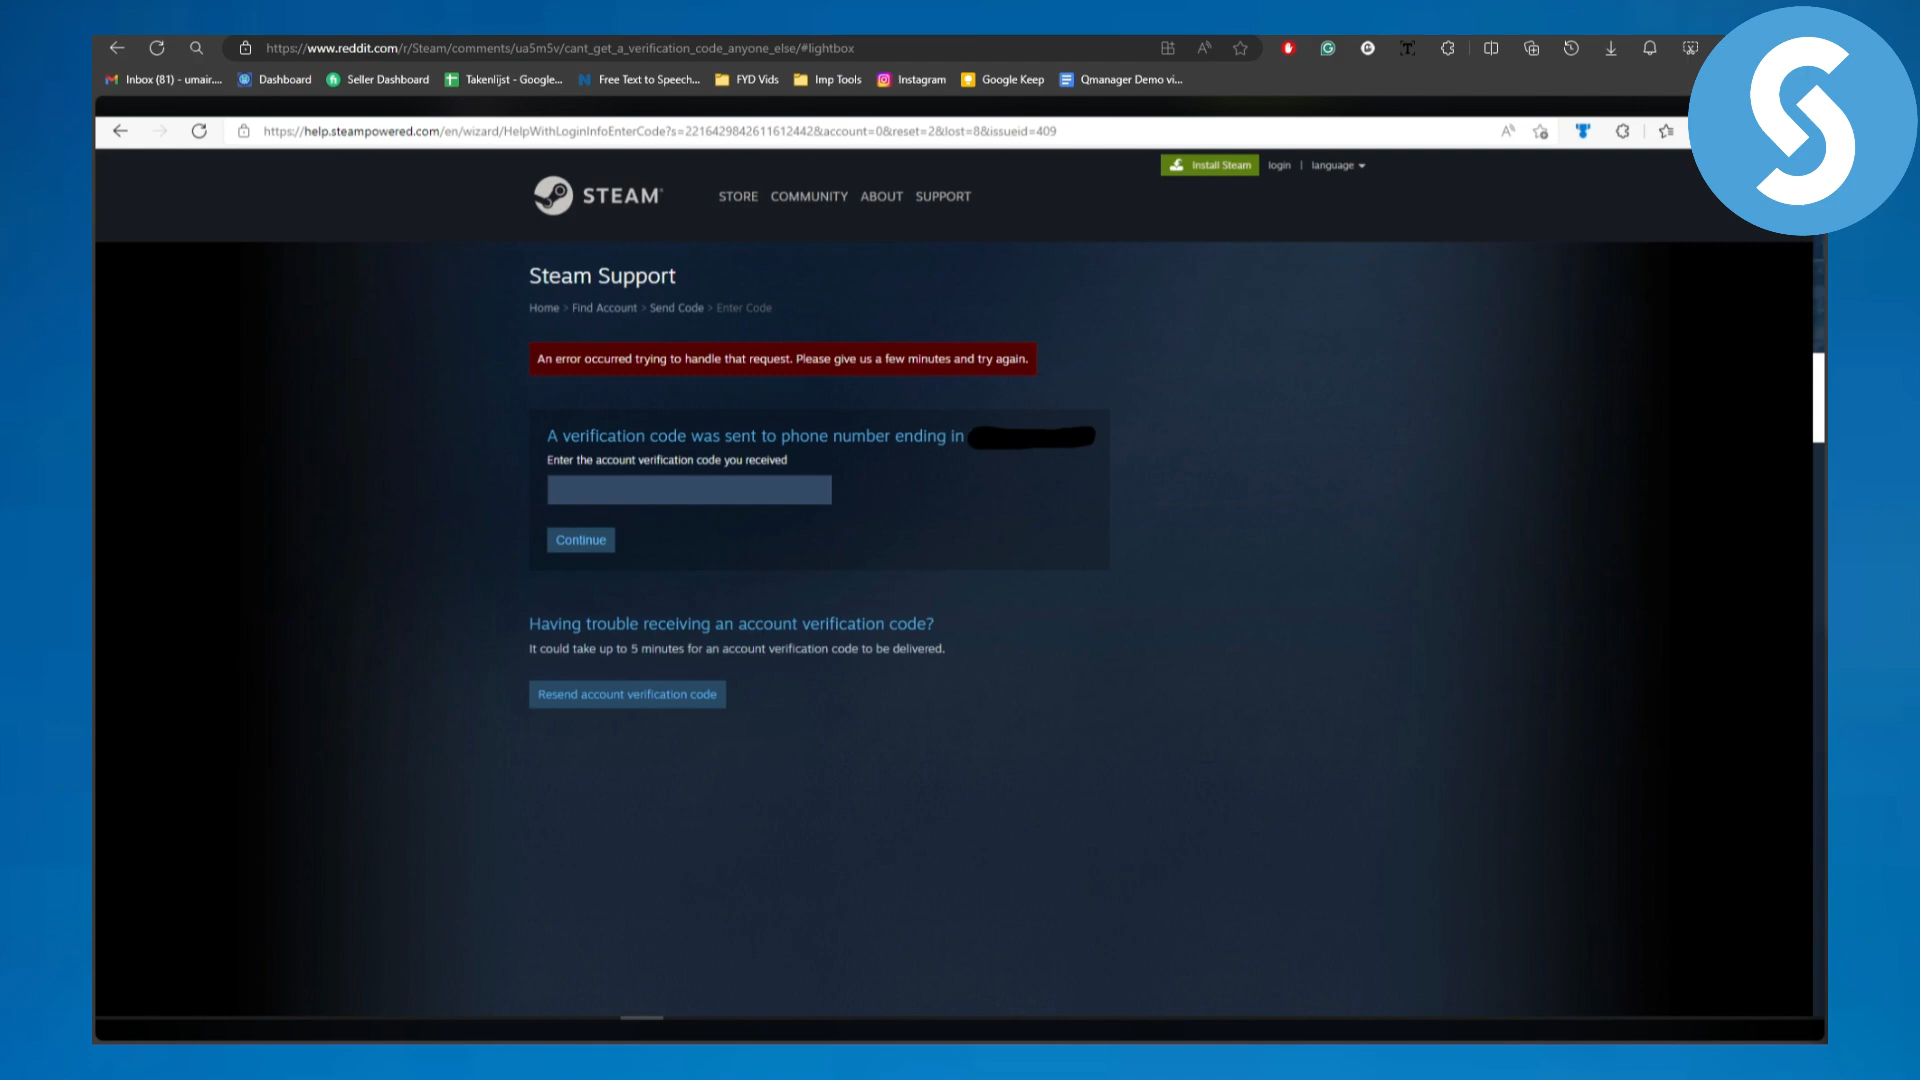 https://www.reddit.com/r/Steam/comments/ua5m5v/cant_get_a_verification_code_anyone_else/#lightbox
Inbox (81) - umair.... Dashboard Seller Dashboard Takenlijst - Google... Free Text to Speech... FYD Vids Imp Tools Instagram Google Keep Qmanager Demo vi...
https://help.steampowered.com/en/wizard/HelpWithLoginInfoEnterCode?s=2216429842611612442&account=0&reset=2&lost=8&issueid=409
Install Steam login | language
STEAM STORE COMMUNITY ABOUT SUPPORT
Steam Support
Home > Find Account > Send Code > Enter Code
An error occurred trying to handle that request. Please give us a few minutes and try again.
A verification code was sent to phone number ending in
Enter the account verification code you received
Continue
Having trouble receiving an account verification code?
It could take up to 5 minutes for an account verification code to be delivered.
Resend account verification code